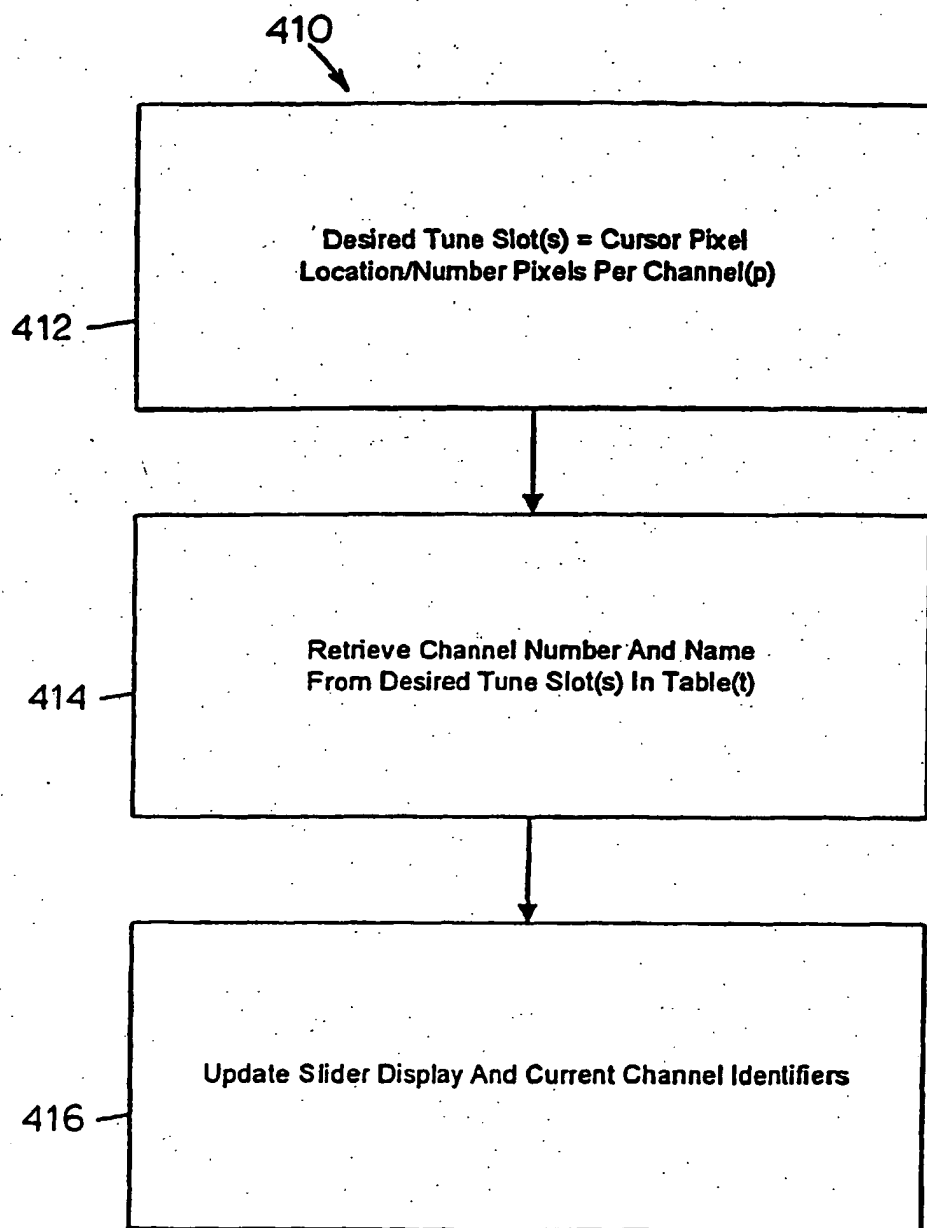 410
Desired Tune Slot(s) = Cursor Pixel
Location/Number Pixels Per Channel(p)
412
Retrieve Channel Number And Name
From Desired Tune Slot(s) In Table(t)
414
Update Slider Display And Current Channel Identifiers
416